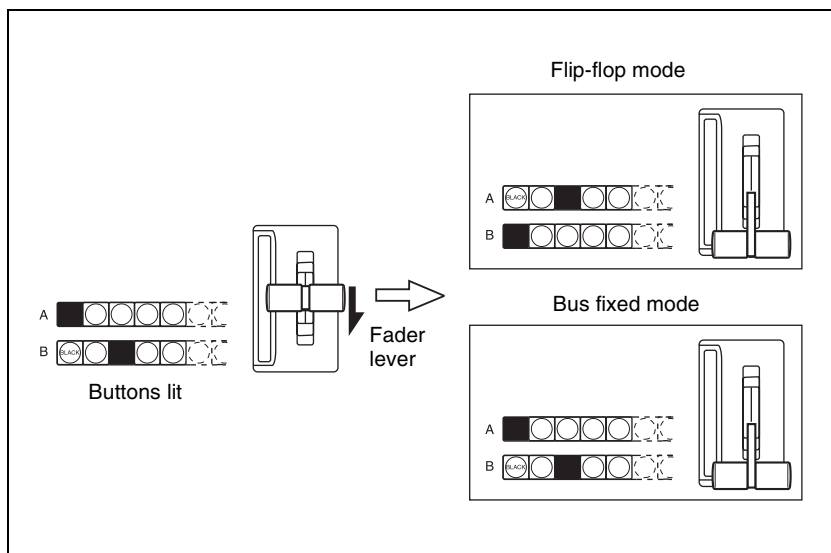 Flip-flop mode
A BLACK
B
Bus fixed mode
A
B BLACK
Fader
lever
Buttons lit
A
B BLACK